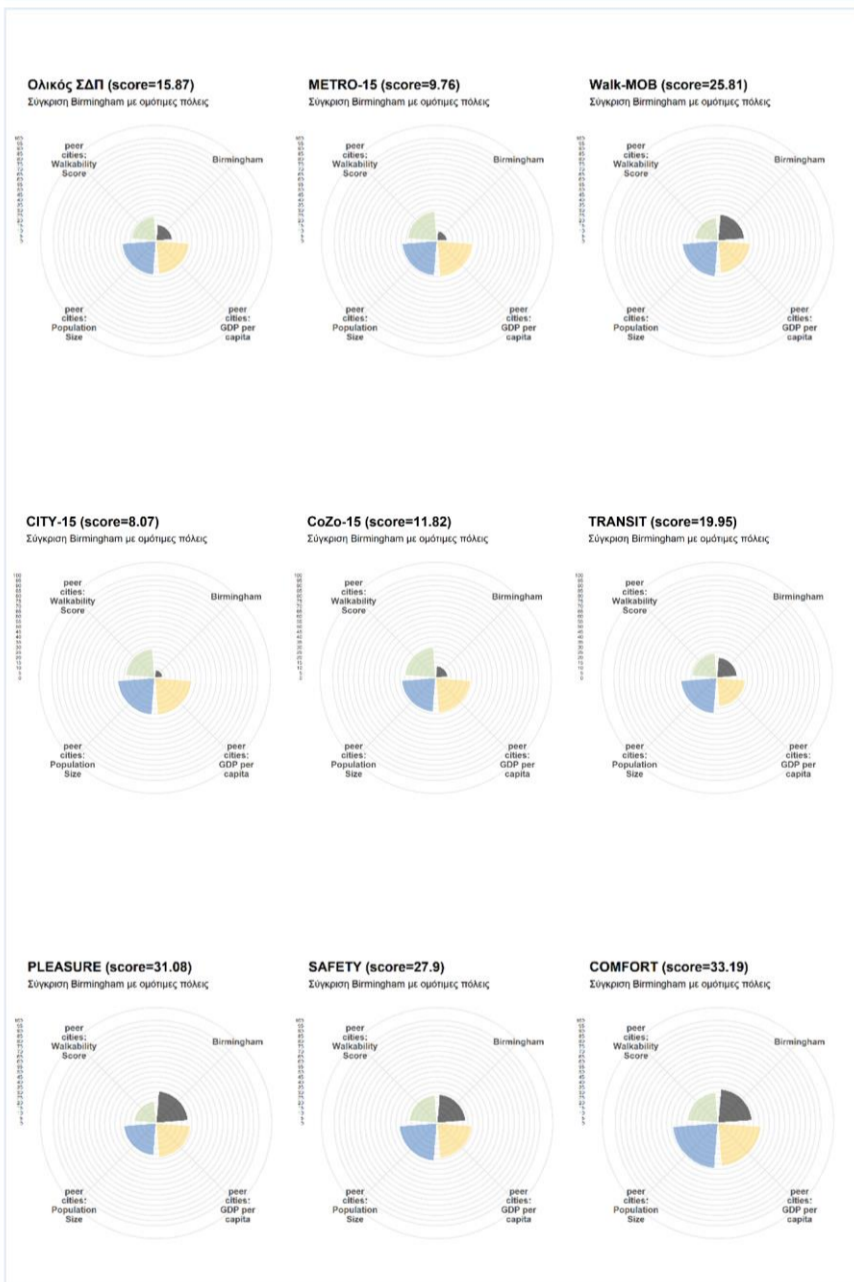 Ολικός ΣΔΠ (score=15.87)
Σύγκριση Birmingham με ομότιμες πόλεις
peer
cities:
Walkability
Score
Birmingham
peer
cities:
Population
Size
peer
cities:
GDP per
capita
METRO-15 (score=9.76)
Σύγκριση Birmingham με ομότιμες πόλεις
peer
cities:
Walkability
Score
Birmingham
peer
cities:
Population
Size
peer
cities:
GDP per
capita
Walk-MOB (score=25.81)
Σύγκριση Birmingham με ομότιμες πόλεις
peer
cities:
Walkability
Score
Birmingham
peer
cities:
Population
Size
peer
cities:
GDP per
capita
CITY-15 (score=8.07)
Σύγκριση Birmingham με ομότιμες πόλεις
peer
cities:
Walkability
Score
Birmingham
peer
cities:
Population
Size
peer
cities:
GDP per
capita
CoZo-15 (score=11.82)
Σύγκριση Birmingham με ομότιμες πόλεις
peer
cities:
Walkability
Score
Birmingham
peer
cities:
Population
Size
peer
cities:
GDP per
capita
TRANSIT (score=19.95)
Σύγκριση Birmingham με ομότιμες πόλεις
peer
cities:
Walkability
Score
Birmingham
peer
cities:
Population
Size
peer
cities:
GDP per
capita
PLEASURE (score=31.08)
Σύγκριση Birmingham με ομότιμες πόλεις
peer
cities:
Walkability
Score
Birmingham
peer
cities:
Population
Size
peer
cities:
GDP per
capita
SAFETY (score=27.9)
Σύγκριση Birmingham με ομότιμες πόλεις
peer
cities:
Walkability
Score
Birmingham
peer
cities:
Population
Size
peer
cities:
GDP per
capita
COMFORT (score=33.19)
Σύγκριση Birmingham με ομότιμες πόλεις
peer
cities:
Walkability
Score
Birmingham
peer
cities:
Population
Size
peer
cities:
GDP per
capita